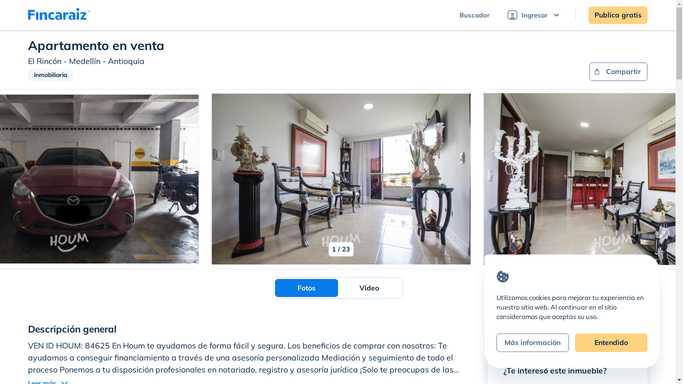 Fincaraiz
Buscador
Ingresar
Publica gratis
Apartamento en venta
El Rincón - Medellín - Antioquia
Inmobiliaria
Compartir
HOUM
HOUM
HOUM
1 / 23
Fotos
Video
Descripción general
VEN ID HOUM: 84625 En Houm te ayudamos de forma fácil y segura. Los beneficios de comprar con nosotros: Te
ayudamos a conseguir financiamiento a través de una asesoría personalizada Mediación y seguimiento de todo el
proceso Ponemos a tu disposición profesionales en notariado, registro y asesoría jurídica ¡Solo te preocupas de las...
Leer más
Utilizamos cookies para mejorar tu experiencia en
nuestro sitio web. Al continuar en el sitio
consideramos que aceptas su uso.
Más información
Entendido
¿Te interesó este inmueble?